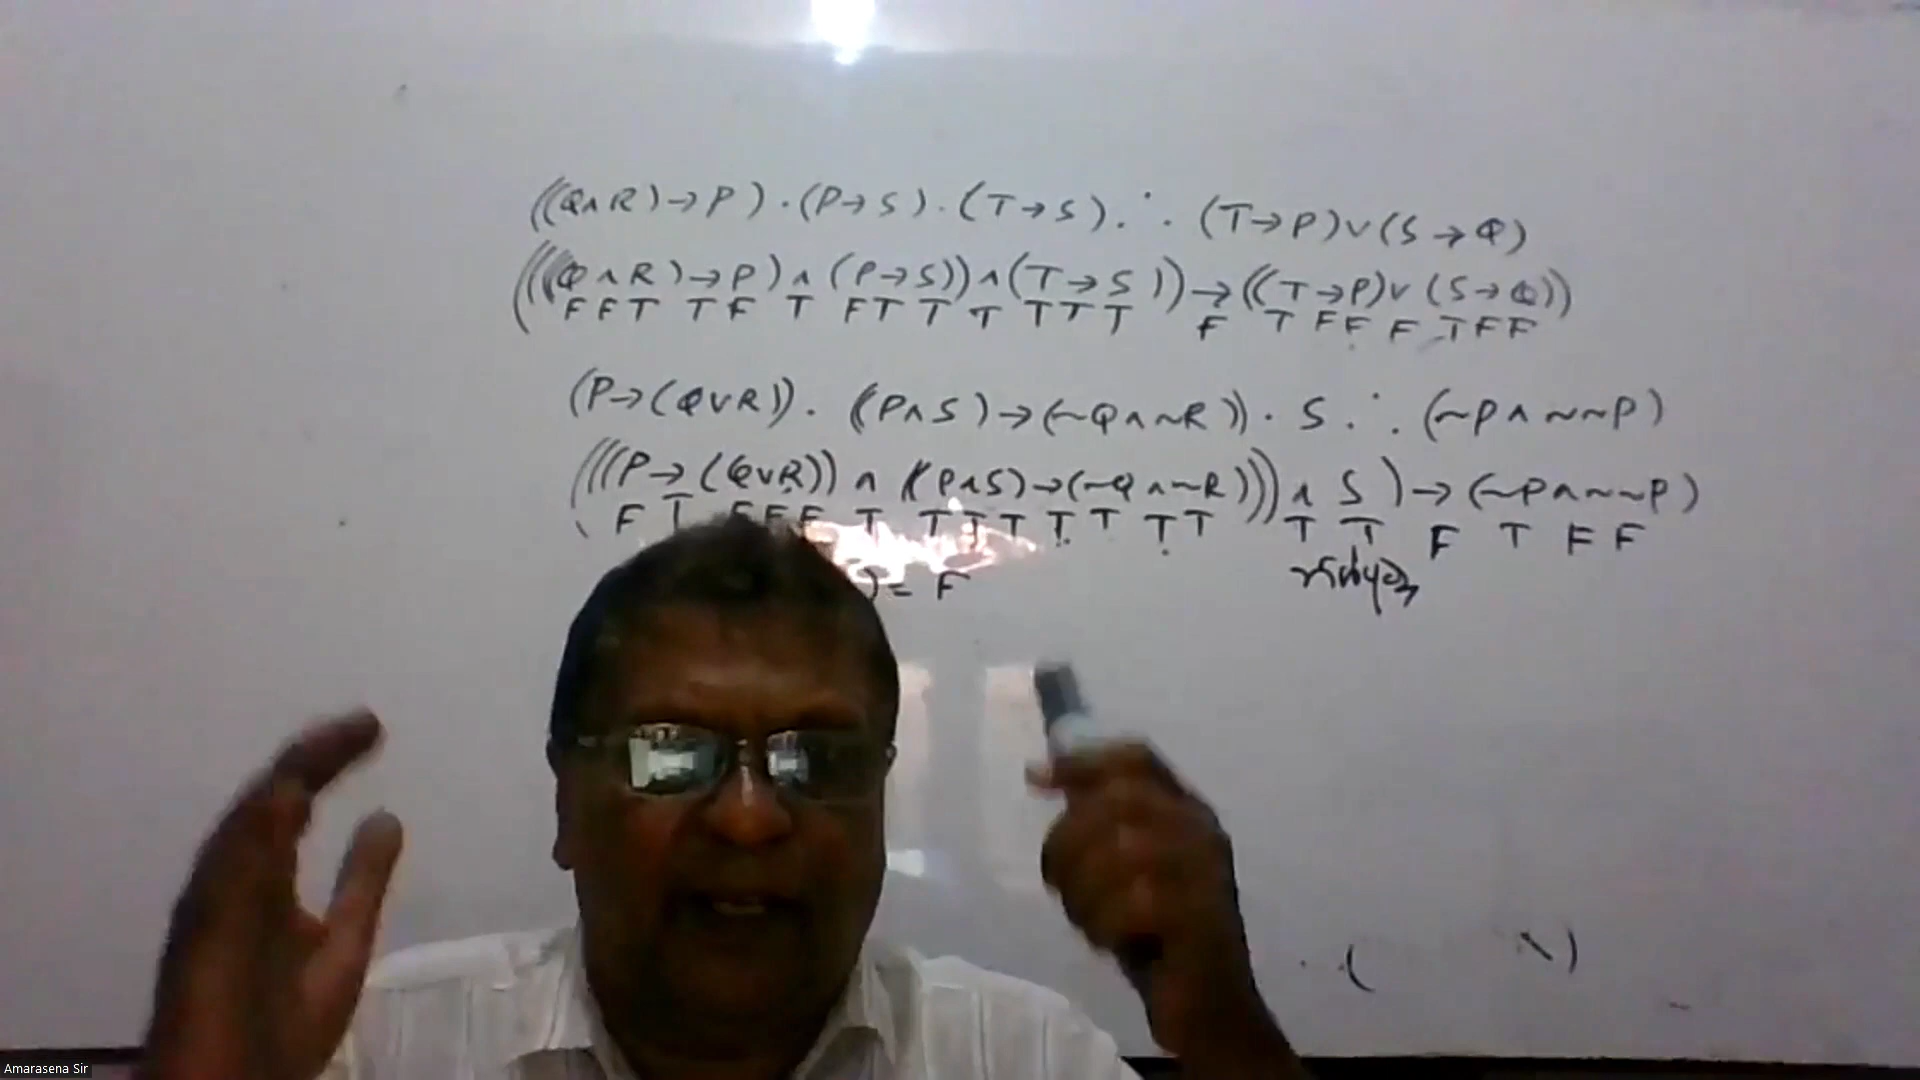 ((Q∧R)→P).(P→S).(T→S). ∴ (T→P)∨(S→Q)
(((Q∧R)→P)∧(P→S))∧(T→S))→((T→P)∨(S→Q))
F F T T F T F T T T T T T F T F F F T F F
(P→(Q∨R)). ((P∧S)→(~Q∧~R)). S. ∴ (~P∧~~P)
(((P→(Q∨R))∧((P∧S)→(~Q∧~R)))∧S)→(~P∧~~P)
F T F F F T T T T T T T T T T F T F F
)= F
. ( \ )
Amarasena Sir